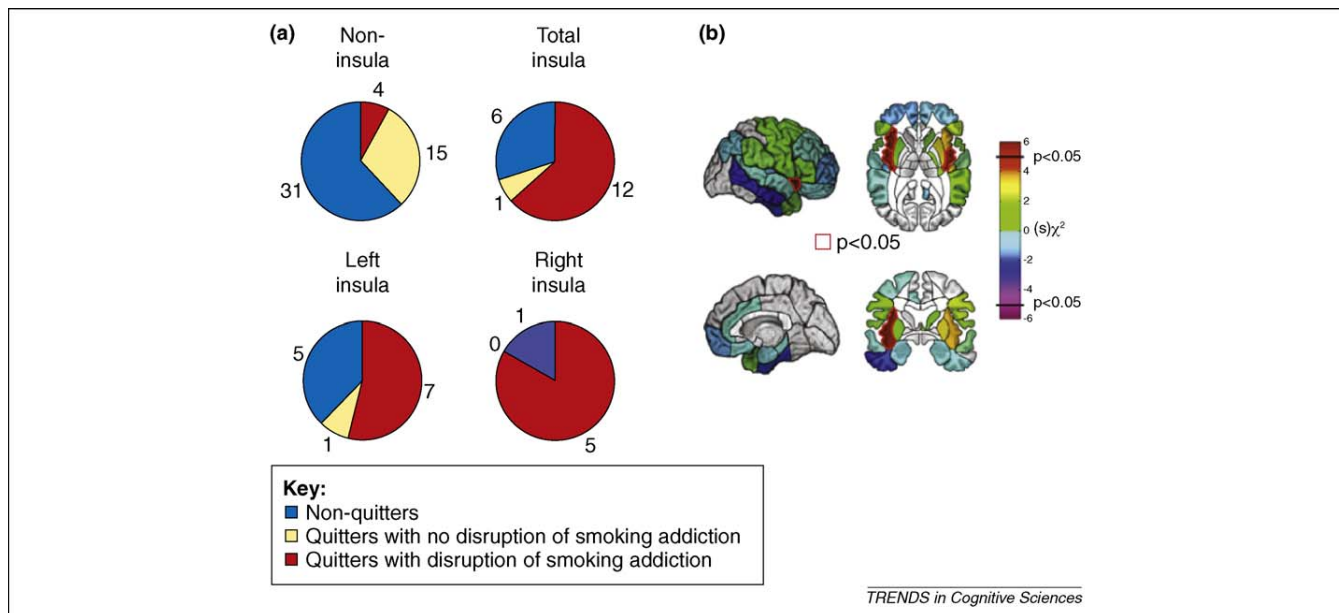 (a)
Non-
insula
4
15
31
Total
insula
6
1
12
Left
insula
5
1
7
Right
insula
1
0
5
(b)
p<0.05
6
4
2
0
-2
-4
-6
p<0.05
(s)χ²
p<0.05
Key:
Non-quitters
Quitters with no disruption of smoking addiction
Quitters with disruption of smoking addiction
TRENDS in Cognitive Sciences